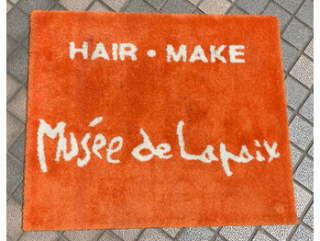 HAIR • MAKE
Musée de Lapaix